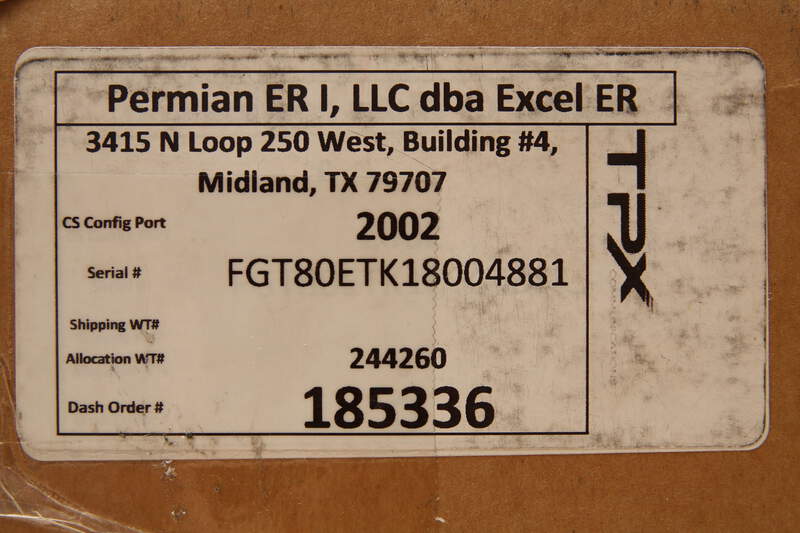 Permian ER I, LLC dba Excel ER
3415 N Loop 250 West, Building #4,
Midland, TX 79707
CS Config Port 2002
Serial # FGT80ETK18004881
Shipping WT#
Allocation WT# 244260
Dash Order # 185336
TPX
COMMUNICATIONS